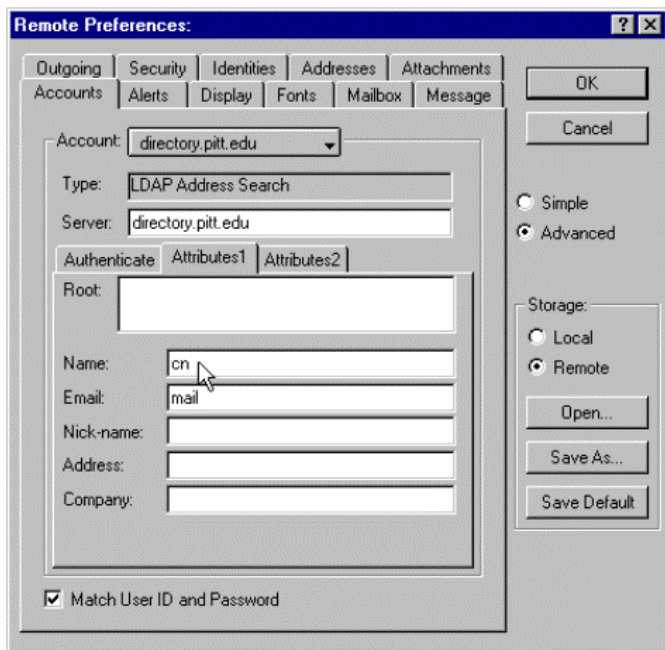 Remote Preferences:
Outgoing Security Identities Addresses Attachments
Accounts Alerts Display Fonts Mailbox Message
Account: directory.pitt.edu
Type: LDAP Address Search
Server: directory.pitt.edu
Authenticate Attributes1 Attributes2
Root:
Name: cn
Email: mail
Nick-name:
Address:
Company:
Match User ID and Password
OK
Cancel
Simple
Advanced
Storage:
Local
Remote
Open...
Save As...
Save Default